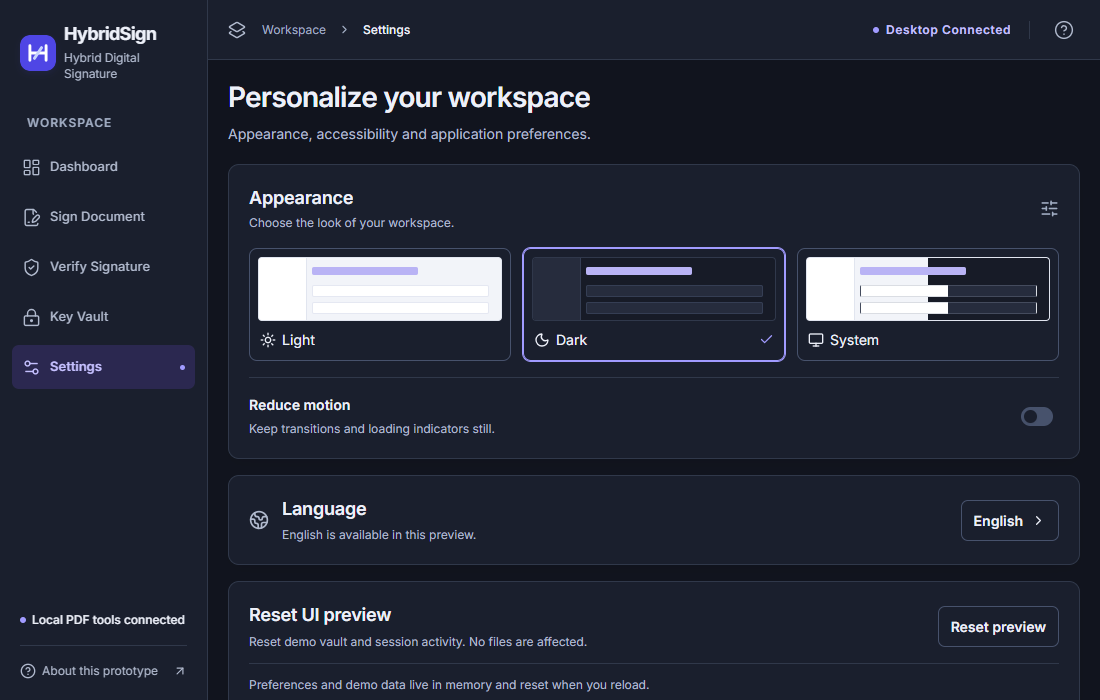 HybridSign
Hybrid Digital
Signature
WORKSPACE
Dashboard
Sign Document
Verify Signature
Key Vault
Settings
Local PDF tools connected
About this prototype
Workspace
Settings
Desktop Connected
Personalize your workspace
Appearance, accessibility and application preferences.
Appearance
Choose the look of your workspace.
Light
Dark
System
Reduce motion
Keep transitions and loading indicators still.
Language
English is available in this preview.
English
Reset UI preview
Reset demo vault and session activity. No files are affected.
Reset preview
Preferences and demo data live in memory and reset when you reload.